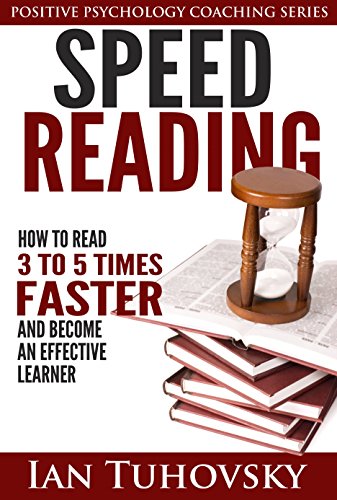 POSITIVE PSYCHOLOGY COACHING SERIES
SPEED
READING
HOW TO READ
3 TO 5 TIMES
FASTER
AND BECOME
AN EFFECTIVE
LEARNER
IAN TUHOVSKY